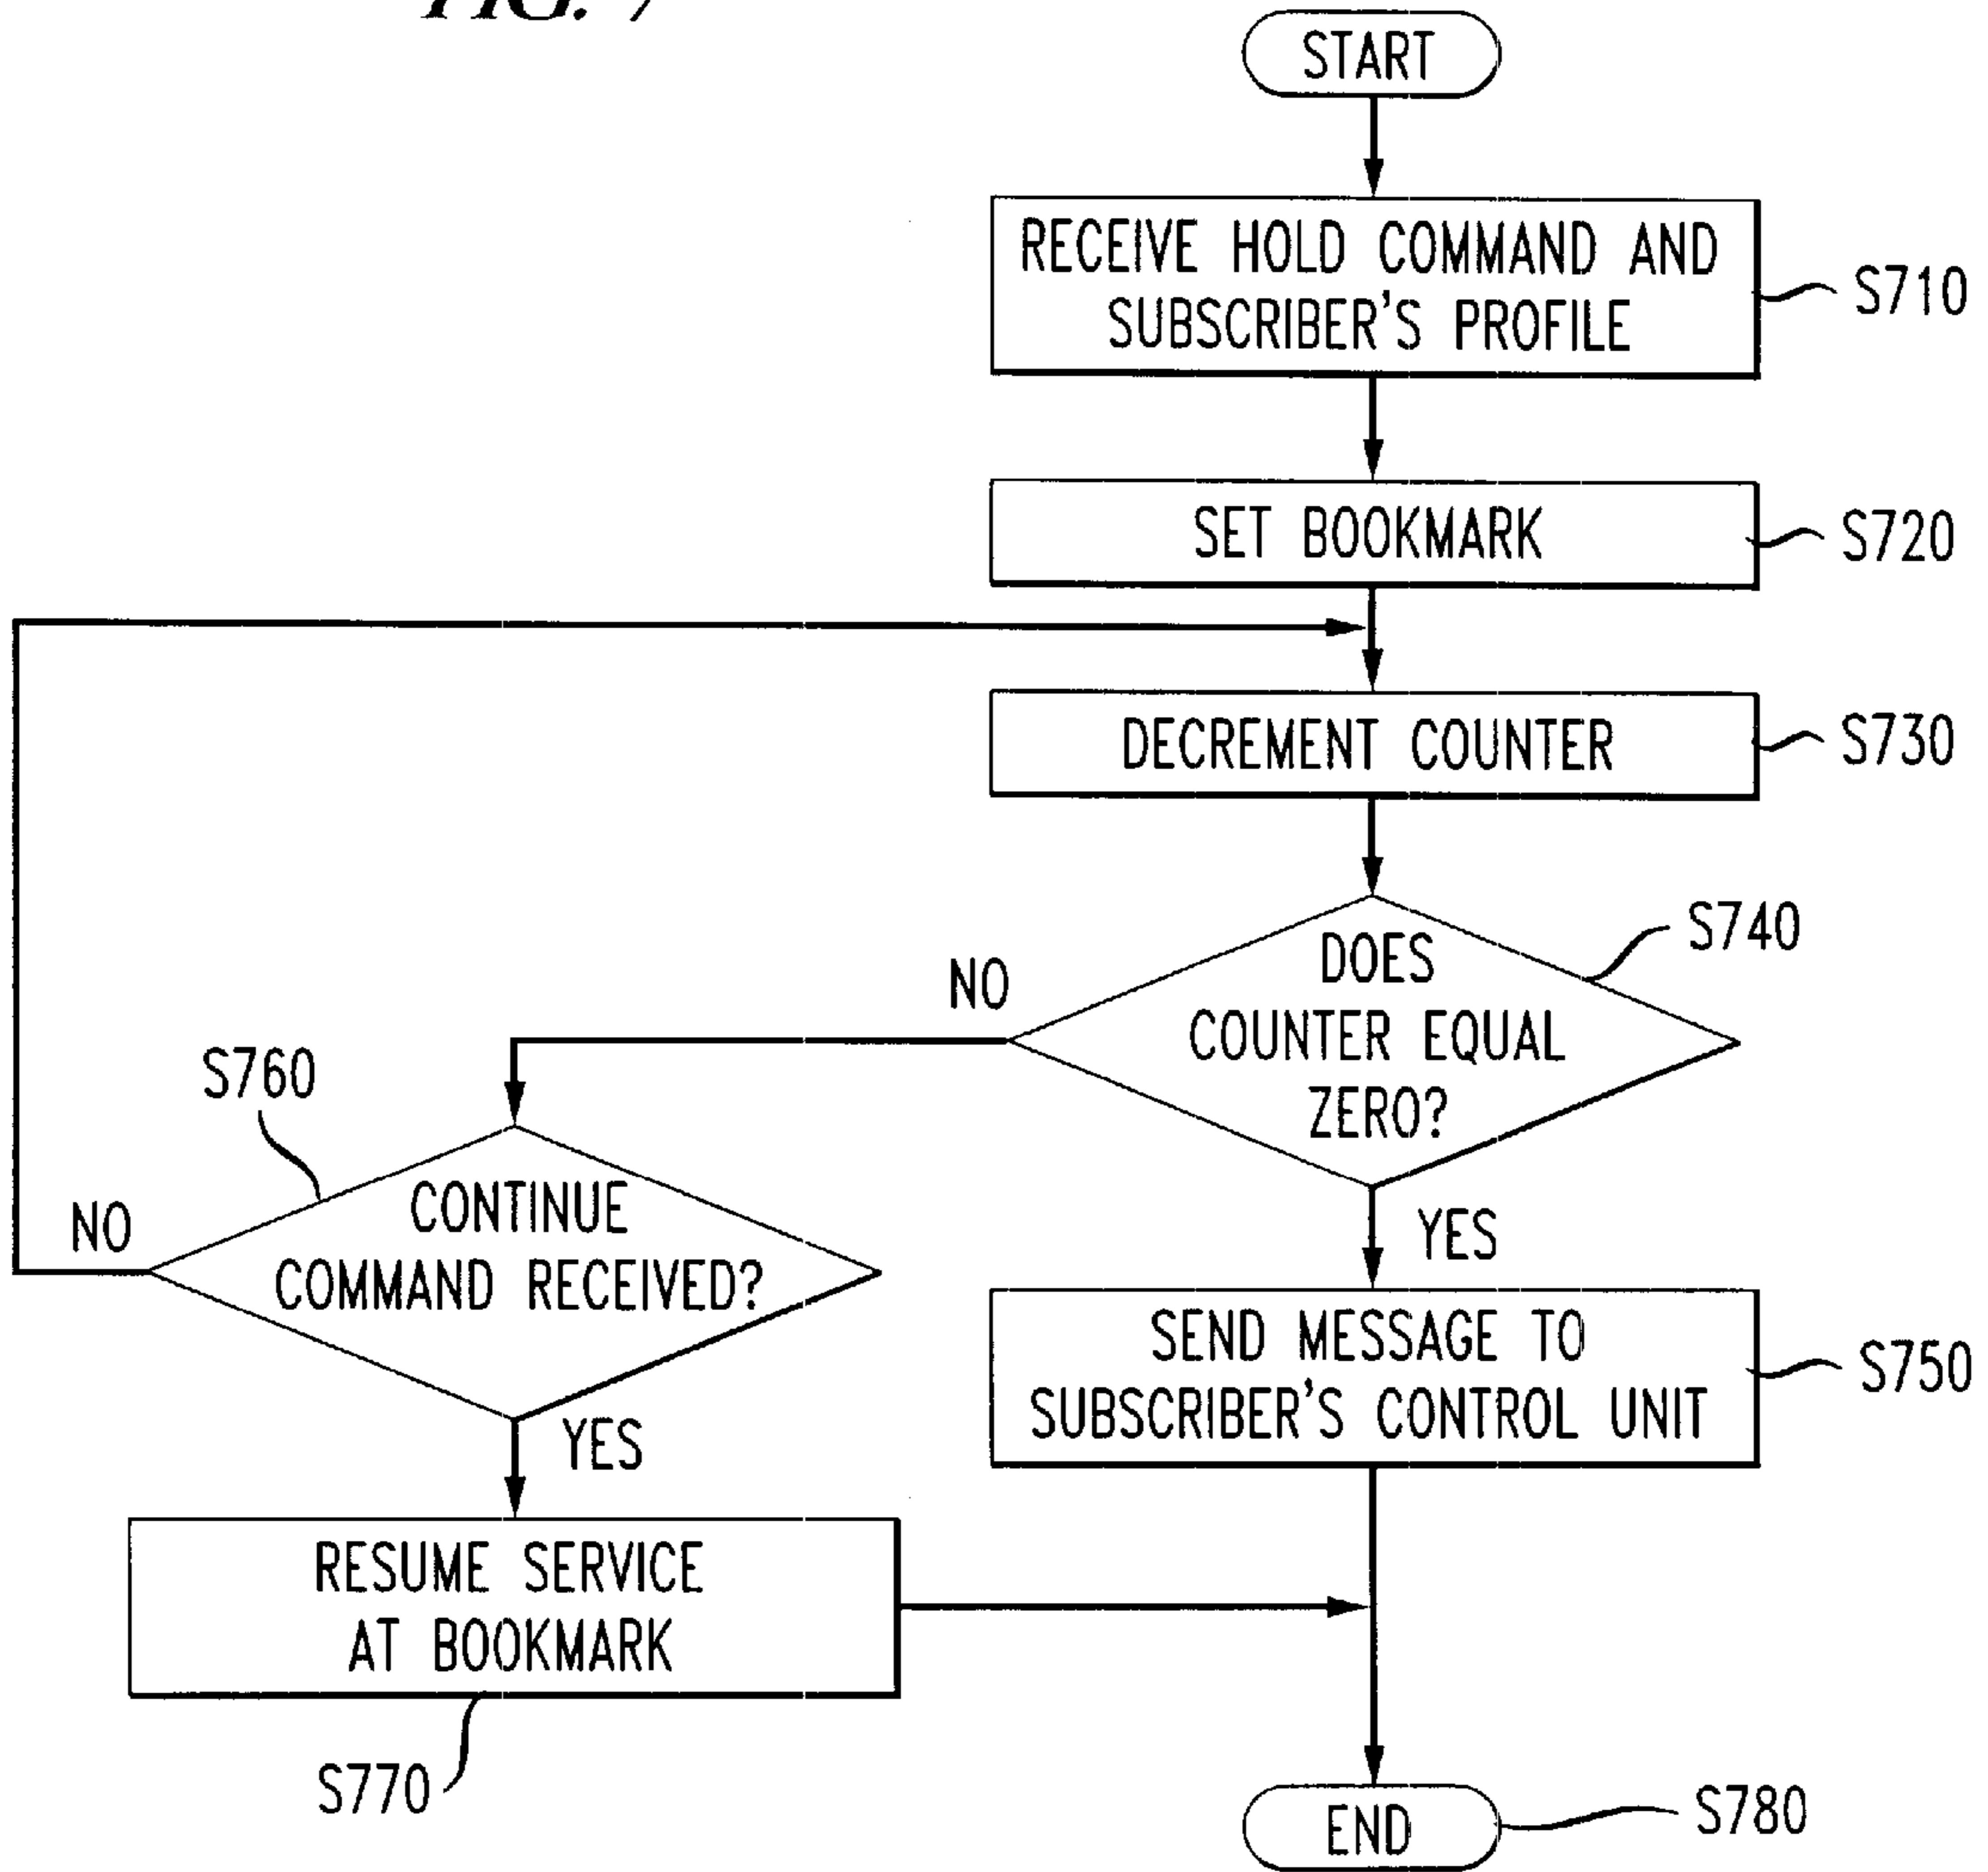 FIG. 7
START
RECEIVE HOLD COMMAND AND
SUBSCRIBER'S PROFILE
S710
SET BOOKMARK
S720
DECREMENT COUNTER
S730
DOES
COUNTER EQUAL
ZERO?
S740
NO
YES
S760
CONTINUE
COMMAND RECEIVED?
NO
YES
SEND MESSAGE TO
SUBSCRIBER'S CONTROL UNIT
S750
RESUME SERVICE
AT BOOKMARK
S770
END
S780